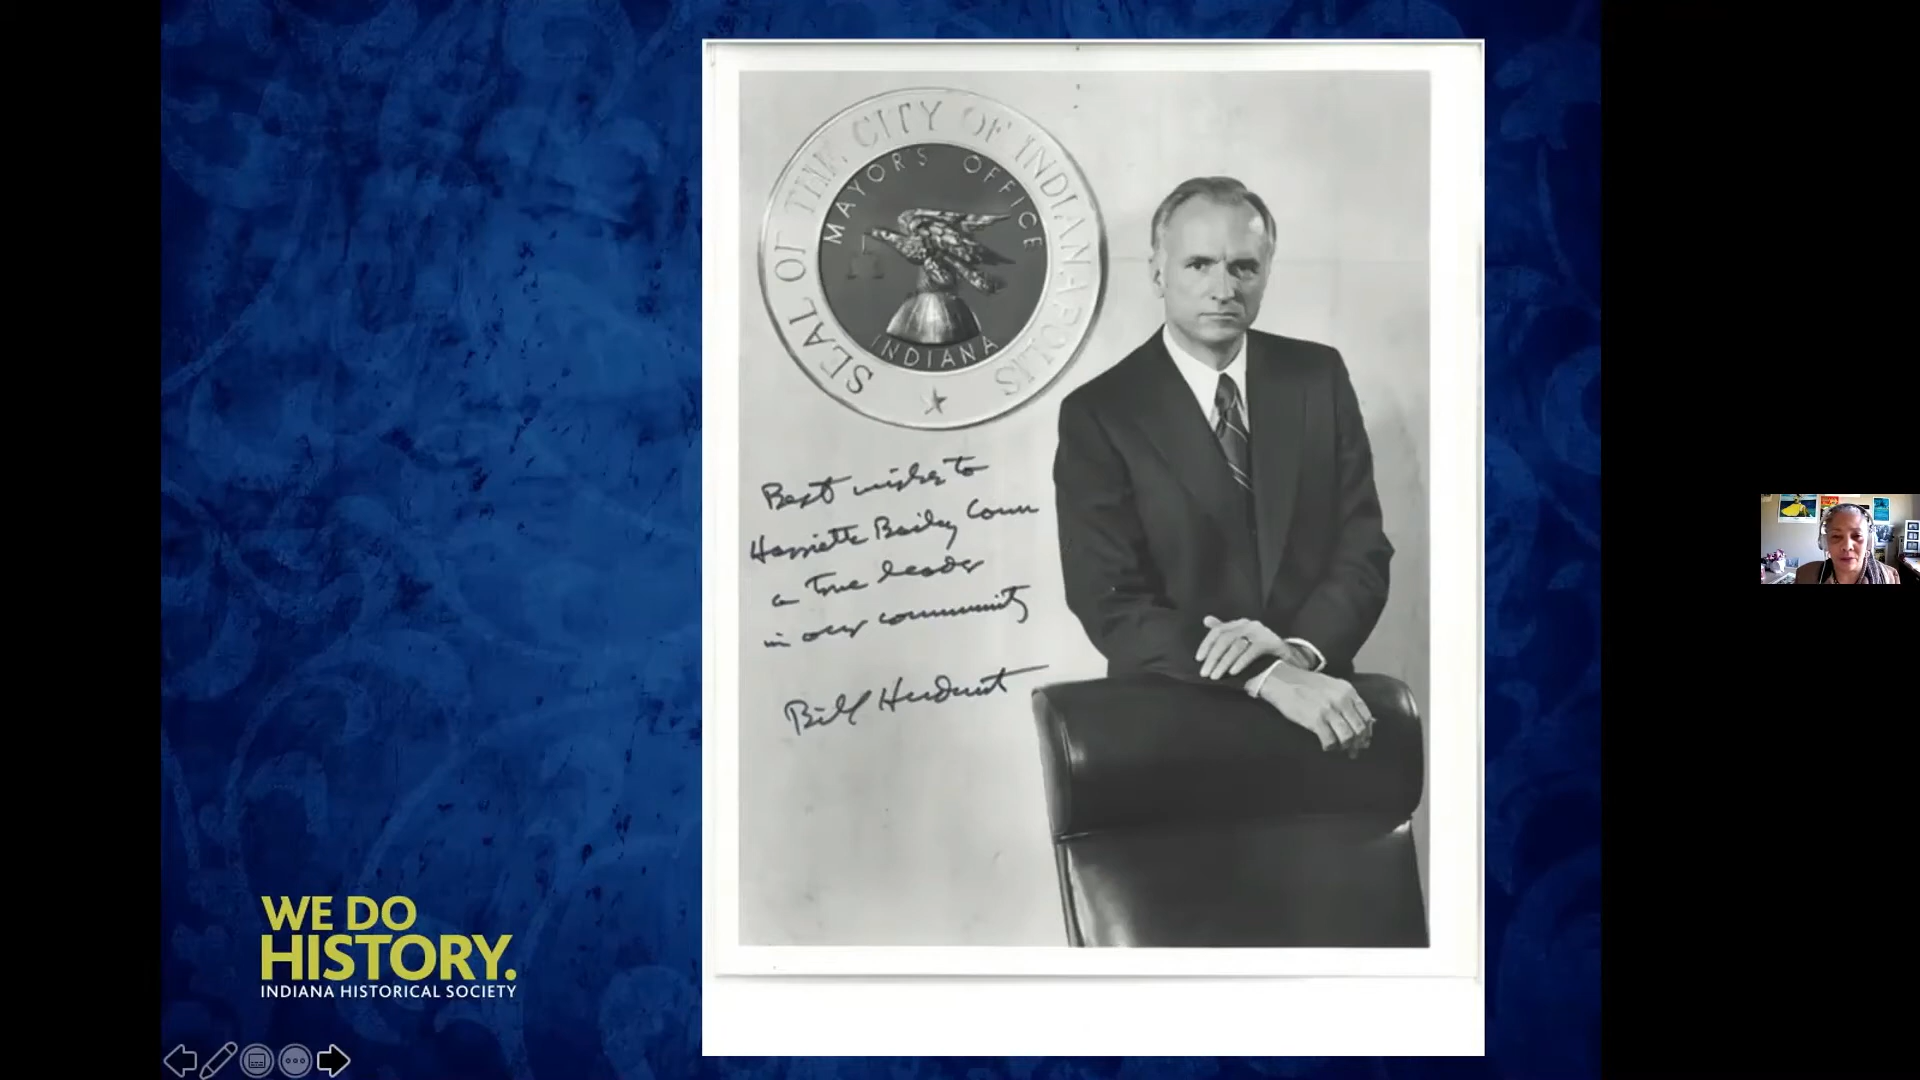 SEAL OF THE CITY OF INDIANAPOLIS
MAYOR'S OFFICE
INDIANA
Best wishes to
Harriette Bailey Conn
a true leader
in our community
Bill Hudnut
WE DO
HISTORY.
INDIANA HISTORICAL SOCIETY